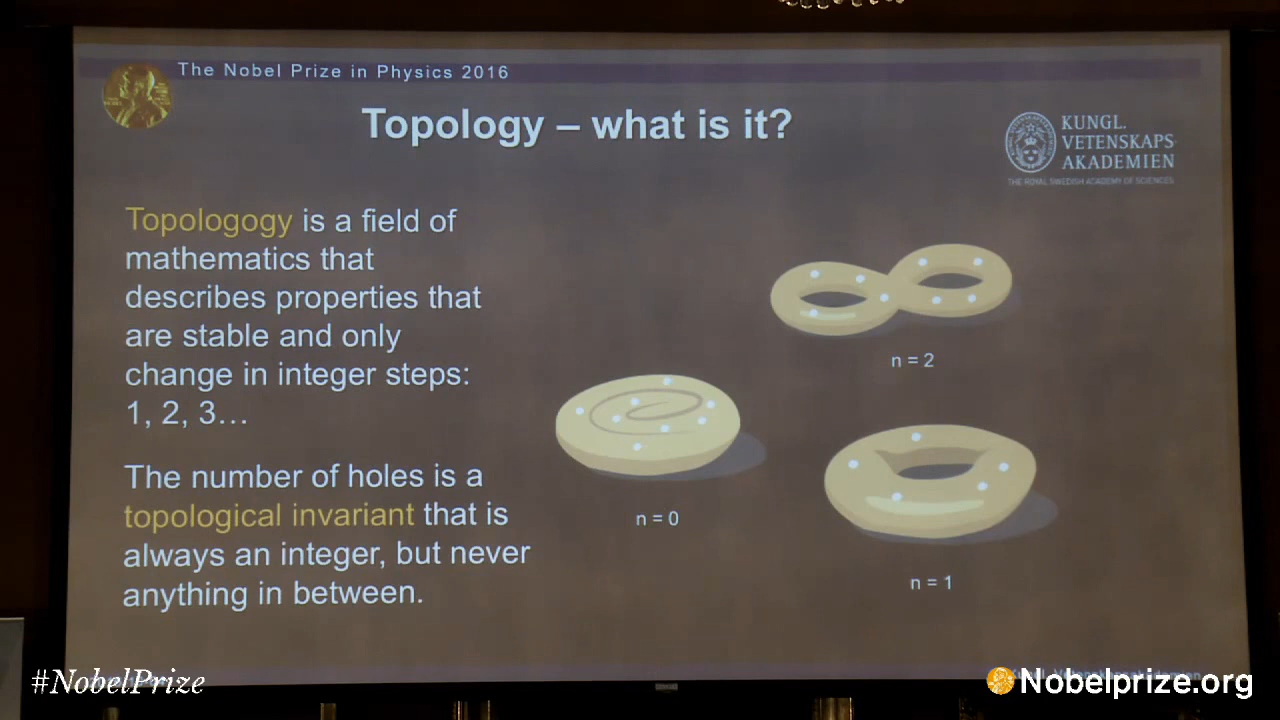 The Nobel Prize in Physics 2016
Topology – what is it?
KUNGL.
VETENSKAPS
AKADEMIEN
THE ROYAL SWEDISH ACADEMY OF SCIENCES
Topologogy is a field of
mathematics that
describes properties that
are stable and only
change in integer steps:
1, 2, 3…
The number of holes is a
topological invariant that is
always an integer, but never
anything in between.
n = 2
n = 0
n = 1
#NobelPrize
Nobelprize.org